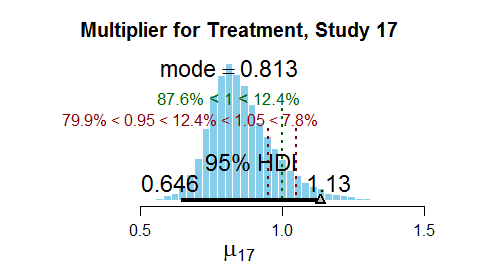 Multiplier for Treatment, Study 17
mode = 0.813
87.6% < 1 < 12.4%
79.9% < 0.95 < 12.4% < 1.05 < 7.8%
95% HDI
0.646 1.13
0.5 1.0 1.5
μ17